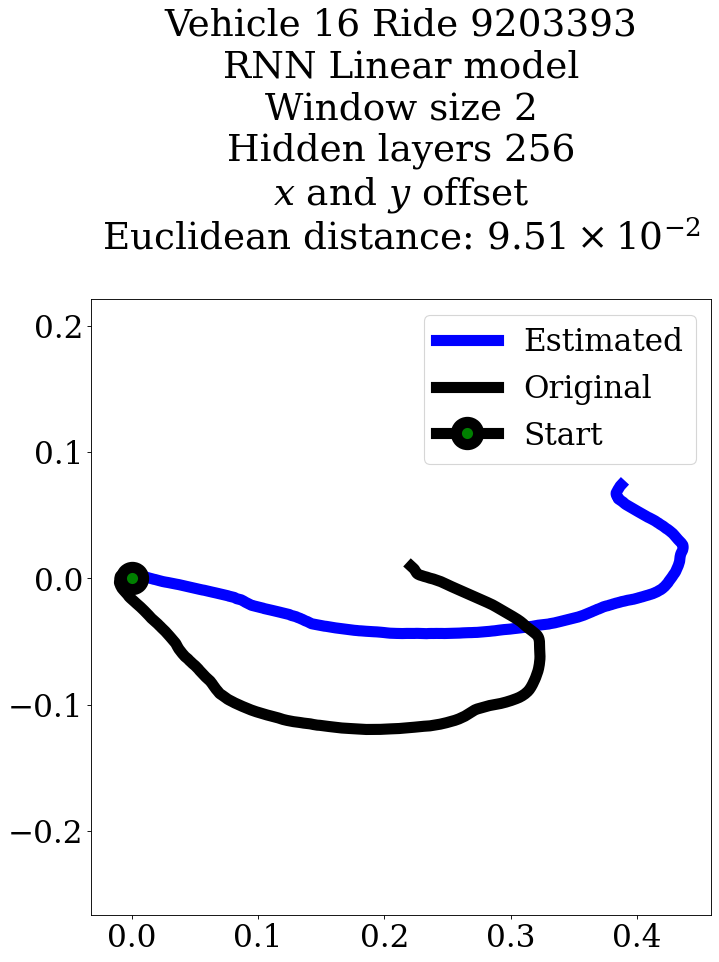 Vehicle 16 Ride 9203393
RNN Linear model
Window size 2
Hidden layers 256
x and y offset
Euclidean distance: 9.51 × 10⁻²
Estimated
Original
Start
0.2
0.1
0.0
−0.1
−0.2
0.0 0.1 0.2 0.3 0.4